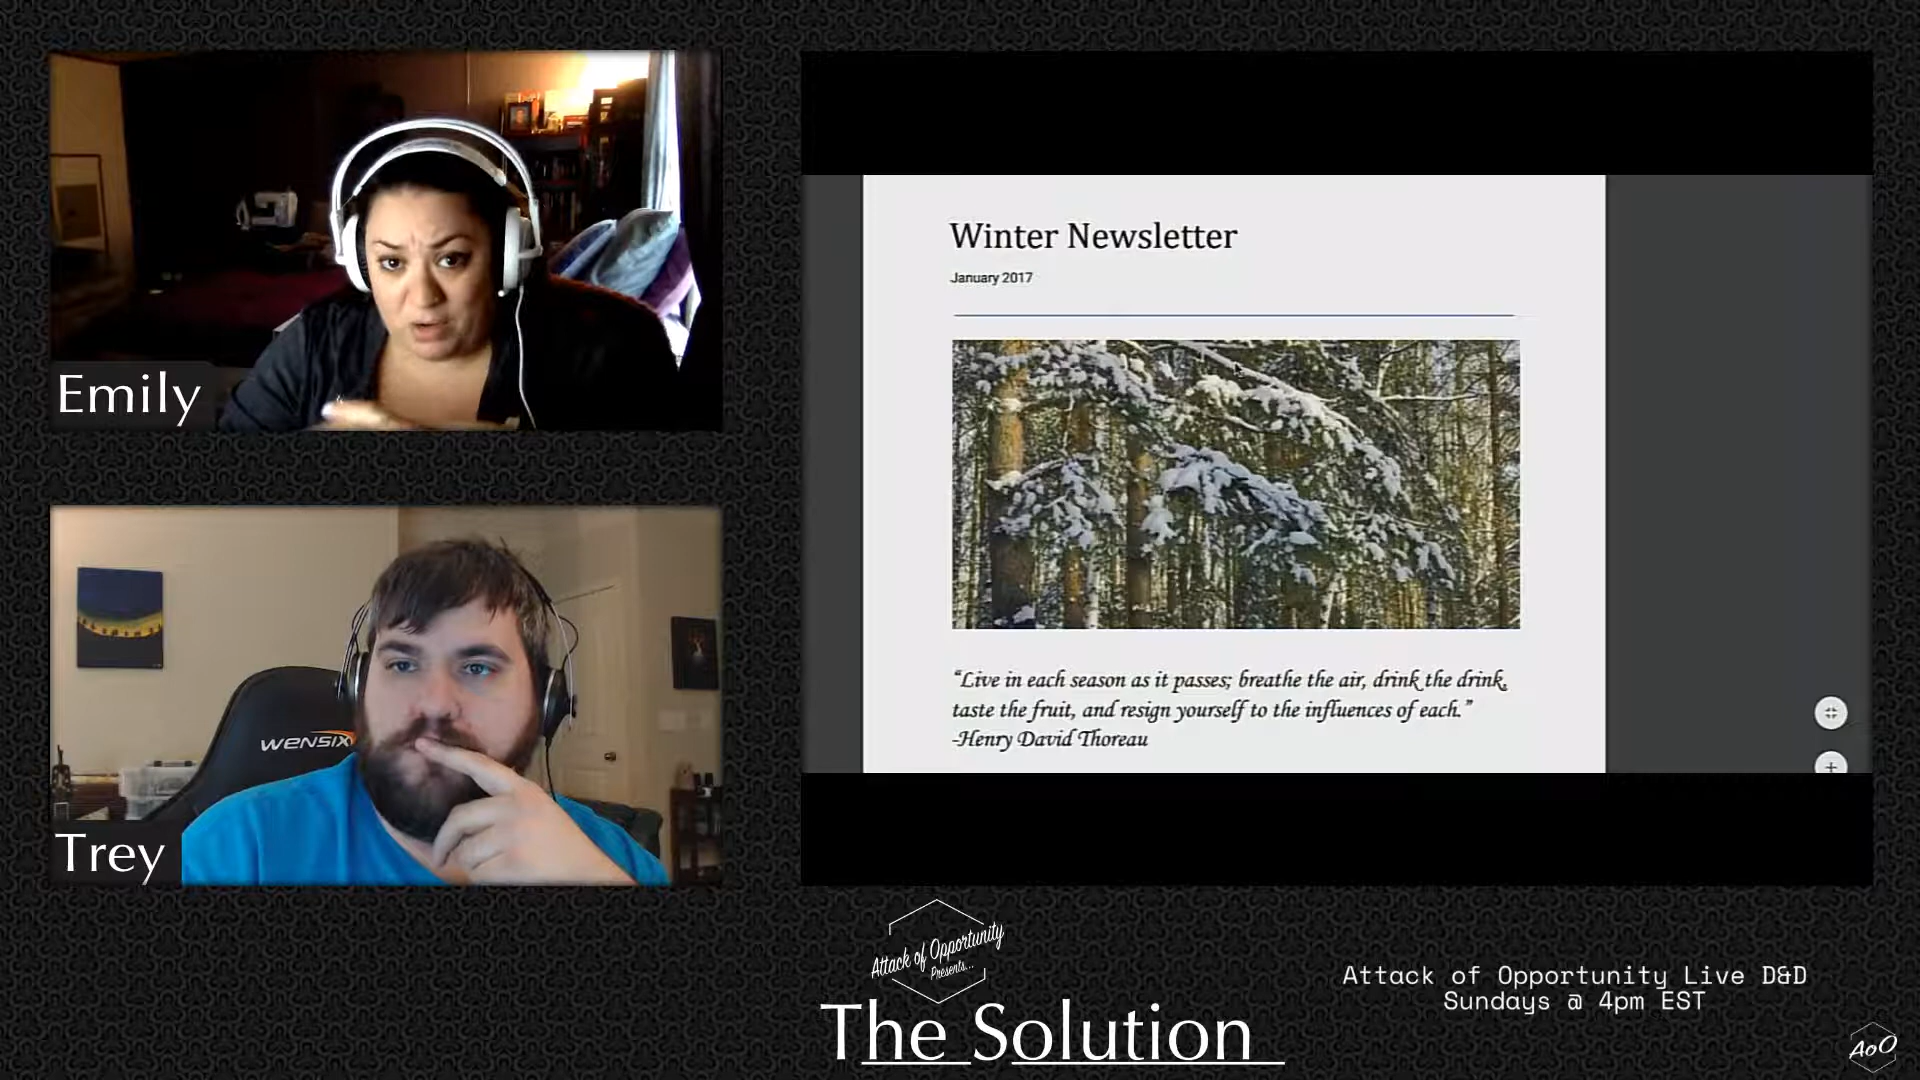 Emily
WENSIX
Trey
Winter Newsletter
January 2017
“Live in each season as it passes; breathe the air, drink the drink,
taste the fruit, and resign yourself to the influences of each.”
-Henry David Thoreau
Attack of Opportunity
Presents...
The Solution
Attack of Opportunity Live D&D
Sundays @ 4pm EST
AoO